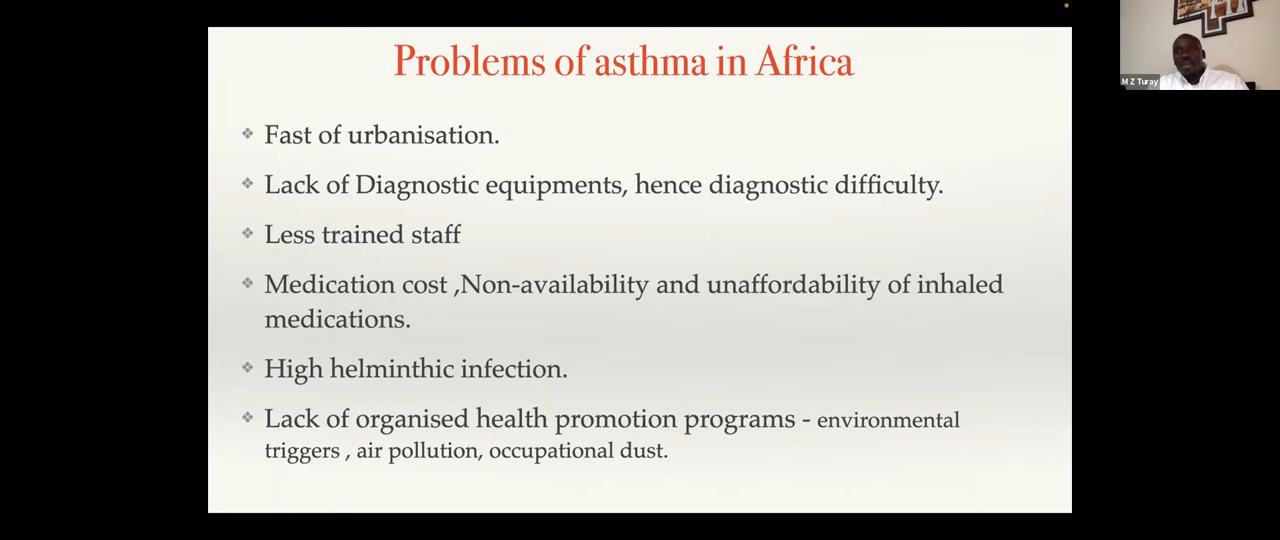 Problems of asthma in Africa
Fast of urbanisation.
Lack of Diagnostic equipments, hence diagnostic difficulty.
Less trained staff
Medication cost ,Non-availability and unaffordability of inhaled
medications.
High helminthic infection.
Lack of organised health promotion programs - environmental
triggers , air pollution, occupational dust.
M Z Turay